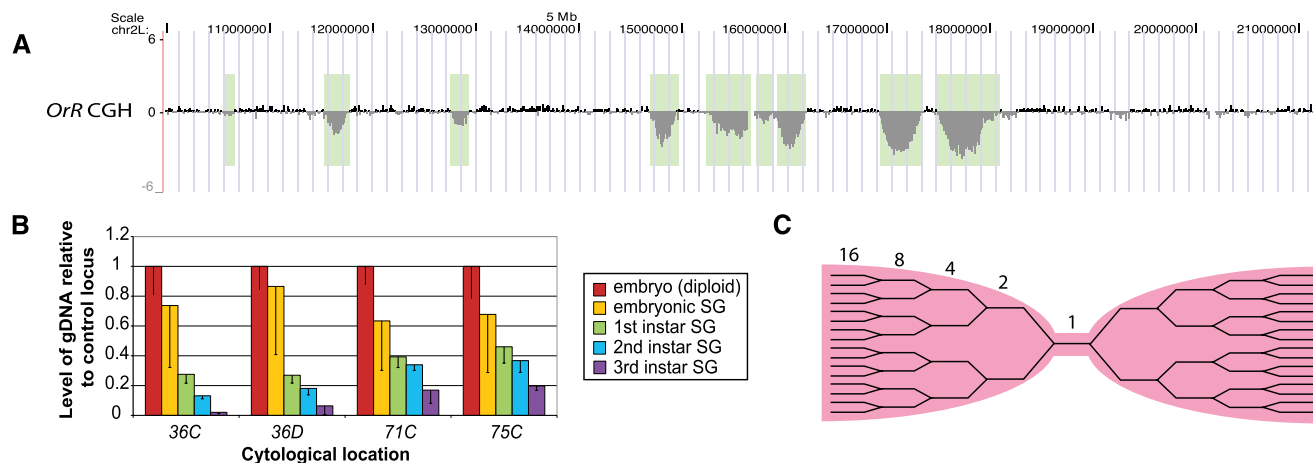 Scale 5 Mb
chr2L: 11000000 12000000 13000000 14000000 15000000 16000000 17000000 18000000 19000000 20000000 21000000
A
6
OrR CGH
0
-6
B
Level of gDNA relative
to control locus
1.2
1
0.8
0.6
0.4
0.2
0
36C 36D 71C 75C
Cytological location
embryo (diploid)
embryonic SG
1st instar SG
2nd instar SG
3rd instar SG
C
16 8 4 2 1